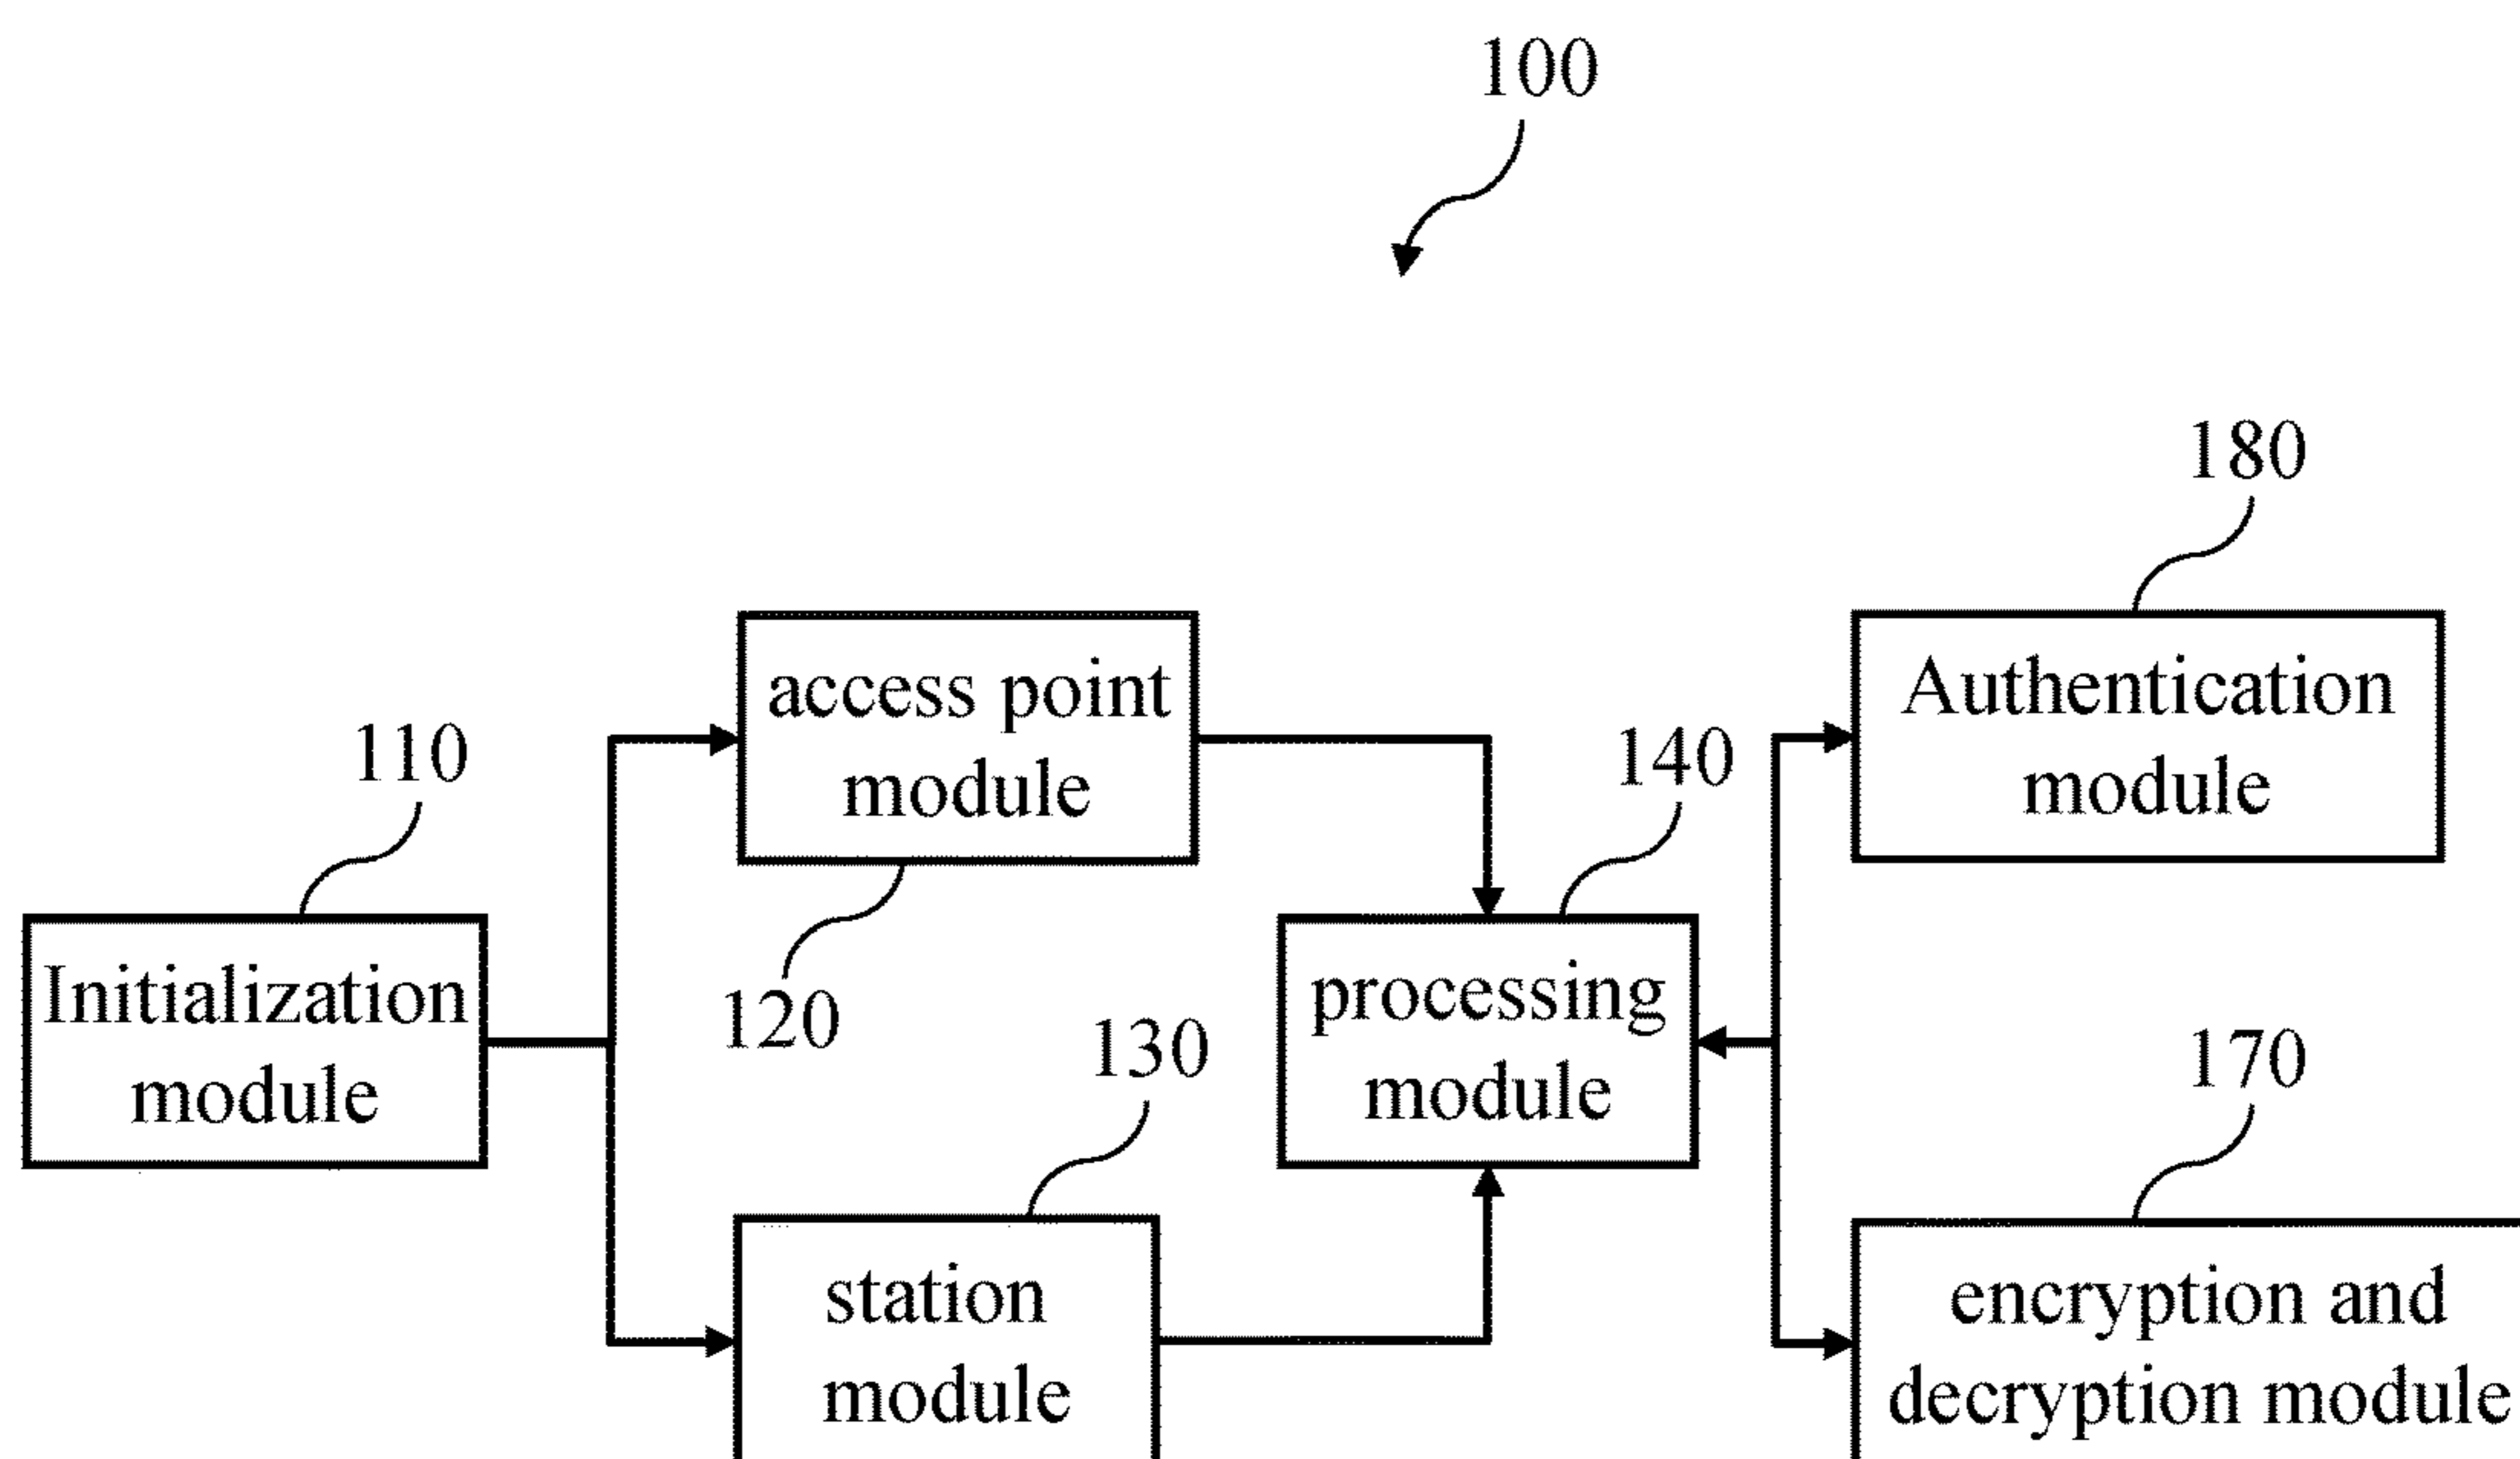 100
180
access point
module
Authentication
module
110
140
120
Initialization
module
processing
module
130
170
station
module
encryption and
decryption module